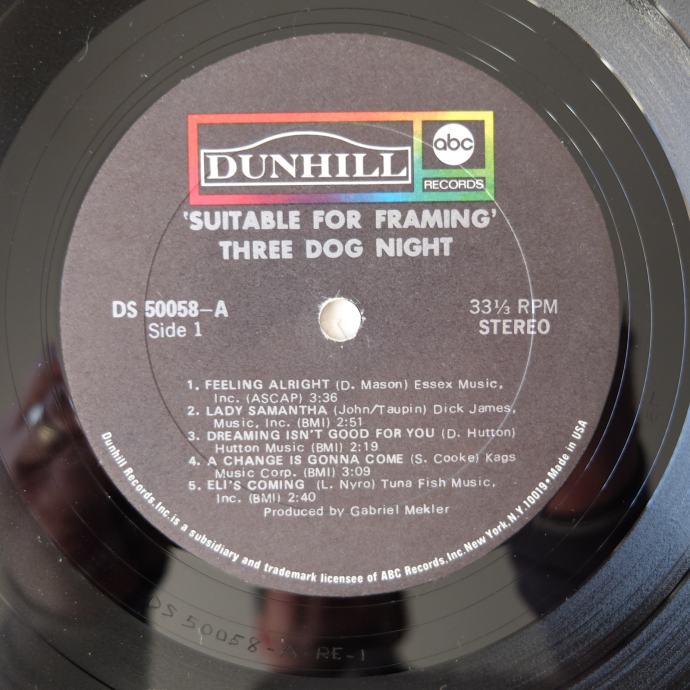 DUNHILL
abc
RECORDS
'SUITABLE FOR FRAMING'
THREE DOG NIGHT
DS 50058-A
Side 1
33⅓ RPM
STEREO
1. FEELING ALRIGHT (D. Mason) Essex Music,
Inc. (ASCAP) 3:36
2. LADY SAMANTHA (John/Taupin) Dick James,
Music, Inc. (BMI) 2:51
3. DREAMING ISN'T GOOD FOR YOU (D. Hutton)
Hutton Music (BMI) 2:19
4. A CHANGE IS GONNA COME (S. Cooke) Kags
Music Corp. (BMI) 3:09
5. ELI'S COMING (L. Nyro) Tuna Fish Music,
Inc. (BMI) 2:40
Produced by Gabriel Mekler
Dunhill Records, Inc. is a subsidiary and trademark licensee of ABC Records, Inc. New York, N.Y. 10019 • Made in USA
DS 50058-A RE-1